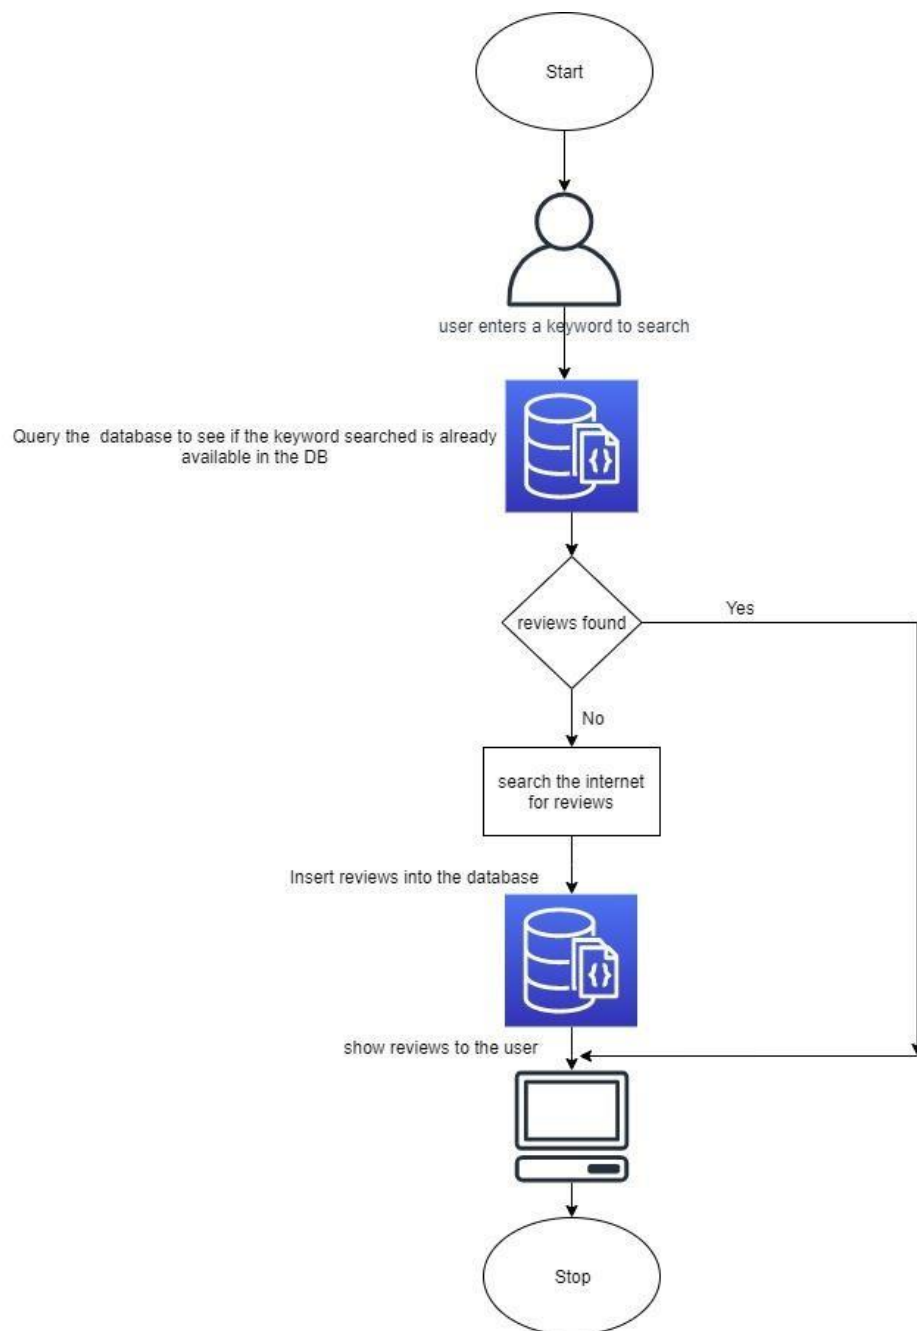 Start
user enters a keyword to search
Query the database to see if the keyword searched is already
available in the DB
reviews found
Yes
No
search the internet
for reviews
Insert reviews into the database
show reviews to the user
Stop